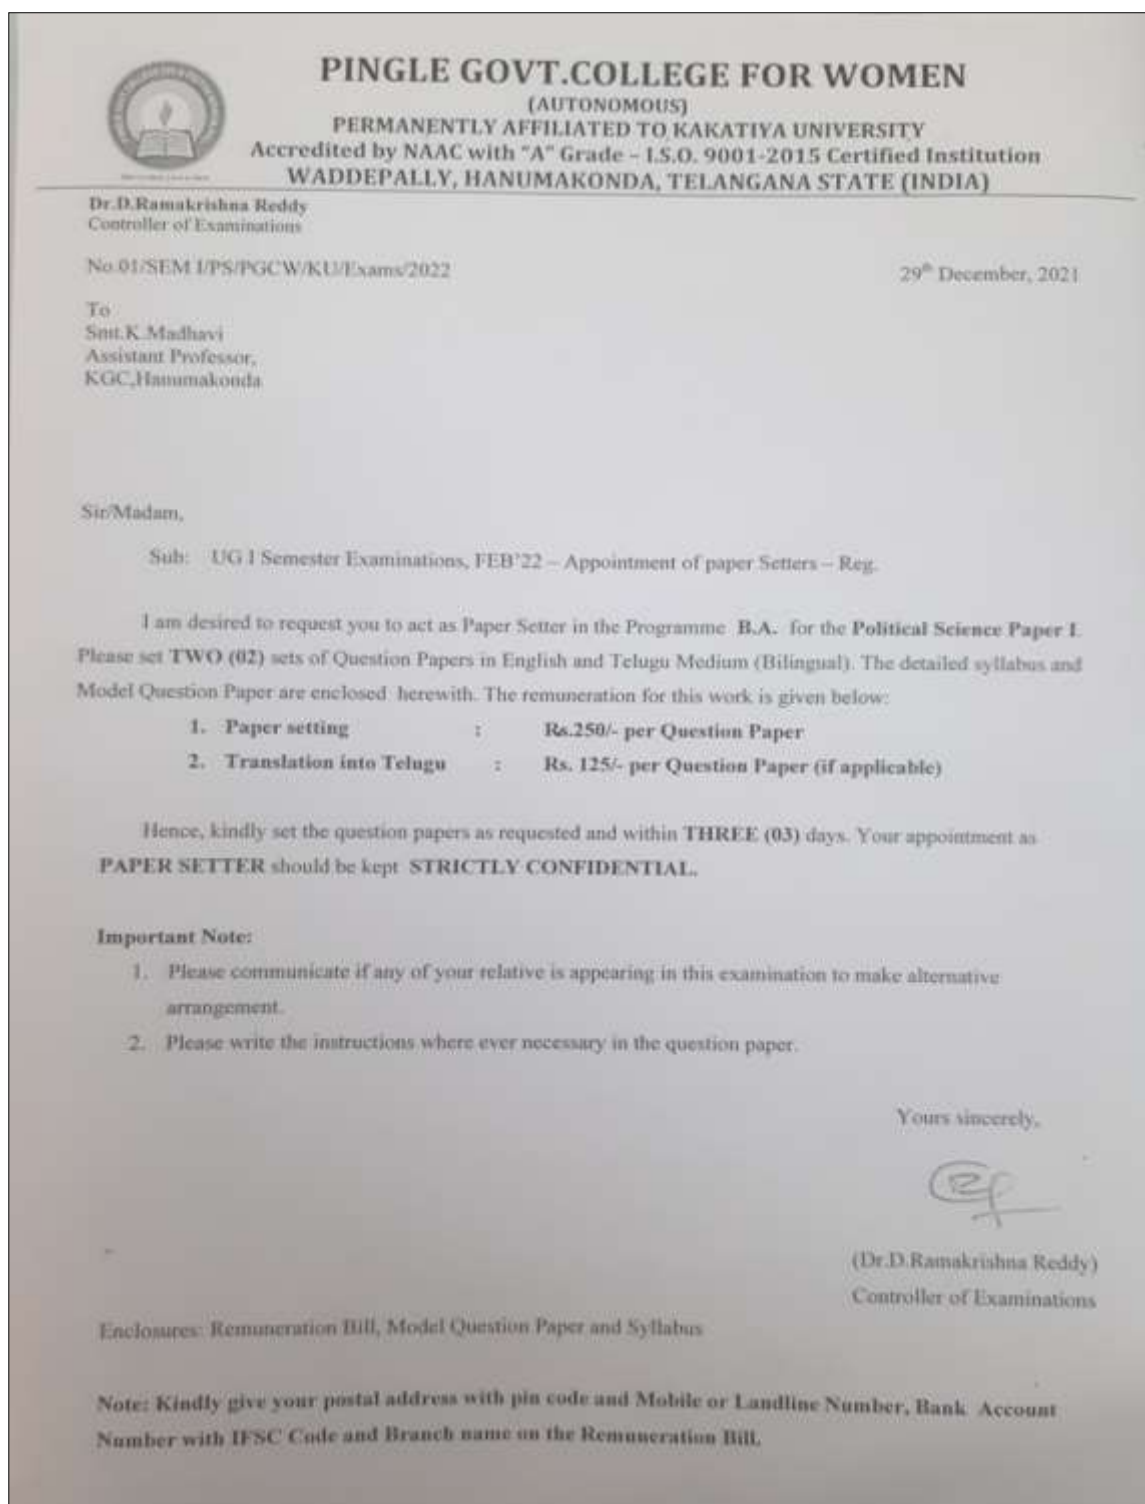 PINGLE GOVT.COLLEGE FOR WOMEN
(AUTONOMOUS)
PERMANENTLY AFFILIATED TO KAKATIYA UNIVERSITY
Accredited by NAAC with "A" Grade – I.S.O. 9001-2015 Certified Institution
WADDEPALLY, HANUMAKONDA, TELANGANA STATE (INDIA)
Dr.D.Ramakrishna Reddy
Controller of Examinations
No.01/SEM I/PS/PGCW/KU/Exams/2022 29th December, 2021
To
Smt.K.Madhavi
Assistant Professor,
KGC,Hanumakonda
Sir/Madam,
Sub: UG I Semester Examinations, FEB'22 – Appointment of paper Setters – Reg.
I am desired to request you to act as Paper Setter in the Programme B.A. for the Political Science Paper I.
Please set TWO (02) sets of Question Papers in English and Telugu Medium (Bilingual). The detailed syllabus and
Model Question Paper are enclosed herewith. The remuneration for this work is given below:
1. Paper setting : Rs.250/- per Question Paper
2. Translation into Telugu : Rs. 125/- per Question Paper (if applicable)
Hence, kindly set the question papers as requested and within THREE (03) days. Your appointment as
PAPER SETTER should be kept STRICTLY CONFIDENTIAL.
Important Note:
1. Please communicate if any of your relative is appearing in this examination to make alternative
arrangement.
2. Please write the instructions where ever necessary in the question paper.
Yours sincerely,
(Dr.D.Ramakrishna Reddy)
Controller of Examinations
Enclosures: Remuneration Bill, Model Question Paper and Syllabus
Note: Kindly give your postal address with pin code and Mobile or Landline Number, Bank Account
Number with IFSC Code and Branch name on the Remuneration Bill.